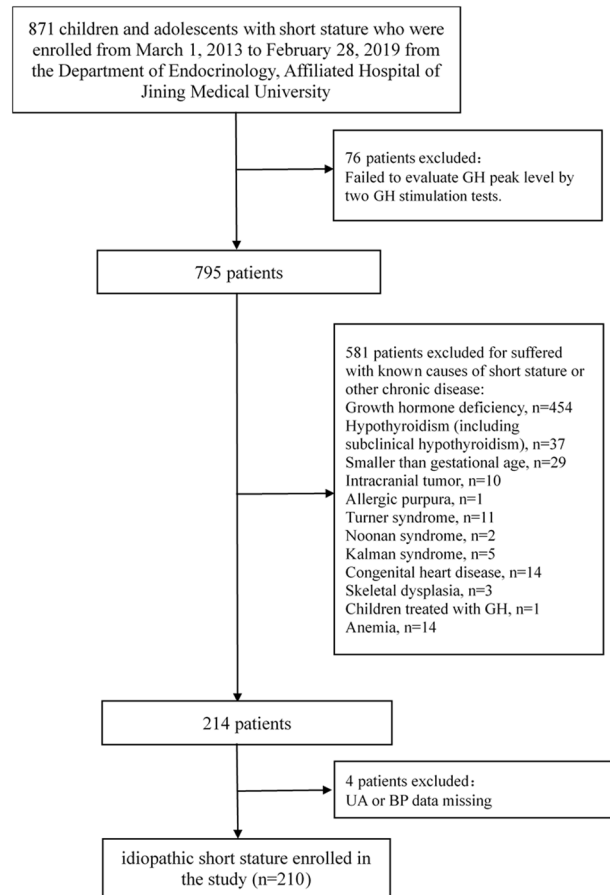 871 children and adolescents with short stature who were
enrolled from March 1, 2013 to February 28, 2019 from
the Department of Endocrinology, Affiliated Hospital of
Jining Medical University
76 patients excluded:
Failed to evaluate GH peak level by
two GH stimulation tests.
795 patients
581 patients excluded for suffered
with known causes of short stature or
other chronic disease:
Growth hormone deficiency, n=454
Hypothyroidism (including
subclinical hypothyroidism), n=37
Smaller than gestational age, n=29
Intracranial tumor, n=10
Allergic purpura, n=1
Turner syndrome, n=11
Noonan syndrome, n=2
Kalman syndrome, n=5
Congenital heart disease, n=14
Skeletal dysplasia, n=3
Children treated with GH, n=1
Anemia, n=14
214 patients
4 patients excluded:
UA or BP data missing
idiopathic short stature enrolled in
the study (n=210)